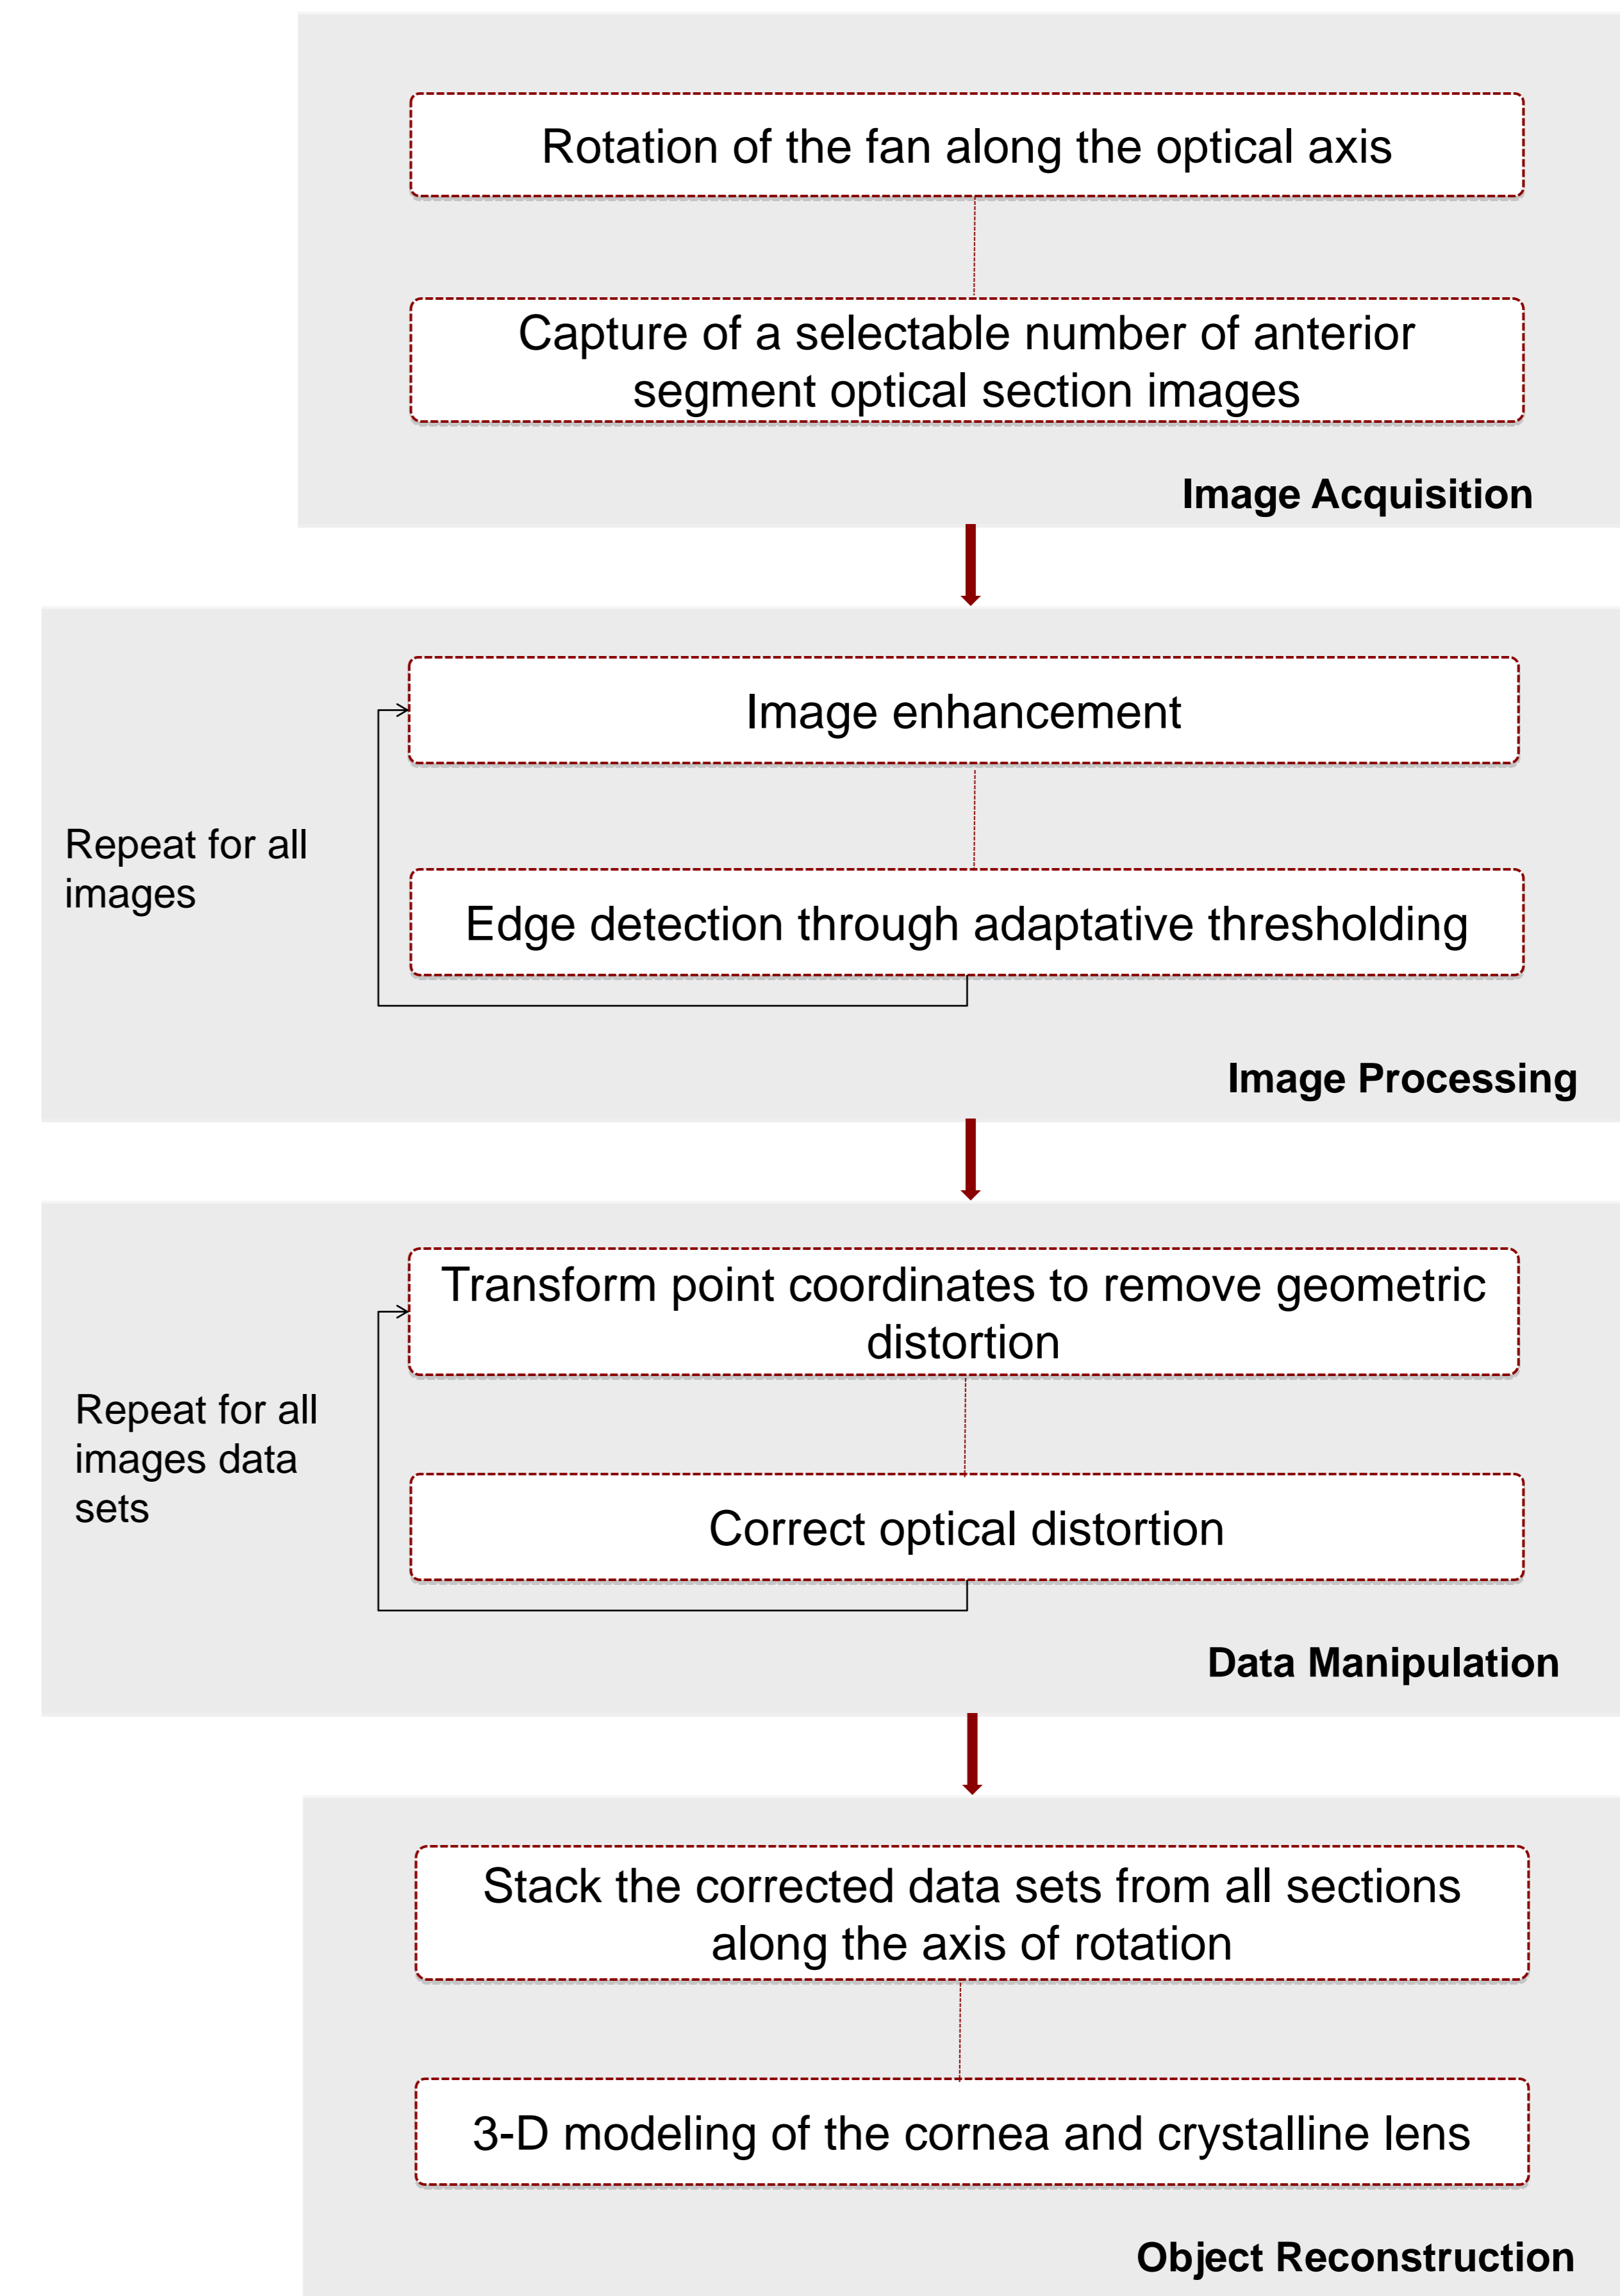 Rotation of the fan along the optical axis
Capture of a selectable number of anterior
segment optical section images
Image Acquisition
Image enhancement
Repeat for all
images
Edge detection through adaptative thresholding
Image Processing
Transform point coordinates to remove geometric
distortion
Repeat for all
images data
sets
Correct optical distortion
Data Manipulation
Stack the corrected data sets from all sections
along the axis of rotation
3-D modeling of the cornea and crystalline lens
Object Reconstruction